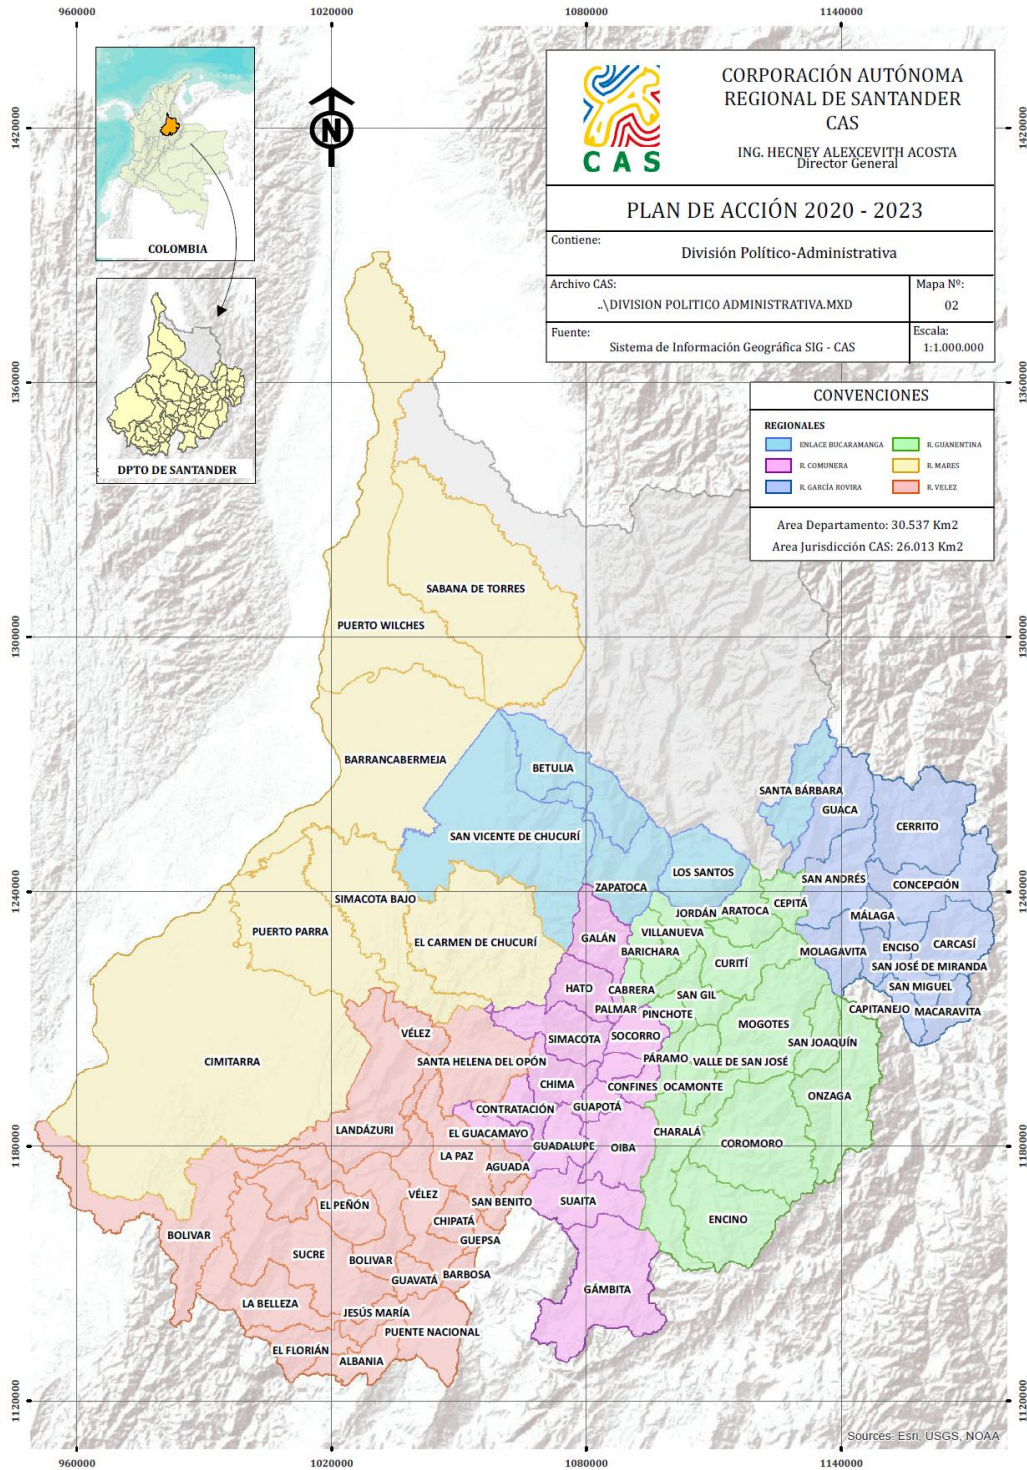 960000
1020000
1080000
1140000
COLOMBIA
DPTO DE SANTANDER
N
CAS
CORPORACIÓN AUTÓNOMA
REGIONAL DE SANTANDER
CAS
ING. HECNEY ALEXCEVITH ACOSTA
Director General
PLAN DE ACCIÓN 2020 - 2023
Contiene:
División Político-Administrativa
Archivo CAS:
..\DIVISION POLITICO ADMINISTRATIVA.MXD
Mapa Nº:
02
Fuente:
Sistema de Información Geográfica SIG - CAS
Escala:
1:1.000.000
CONVENCIONES
REGIONALES
ENLACE BUCARAMANGA
R. GUANENTINA
R. COMUNERA
R. MARES
R. GARCÍA ROVIRA
R. VELEZ
Area Departamento: 30.537 Km2
Area Jurisdicción CAS: 26.013 Km2
1420000
1420000
1360000
1360000
1300000
1300000
1240000
1240000
1180000
1180000
1120000
1120000
SABANA DE TORRES
PUERTO WILCHES
BARRANCABERMEJA
BETULIA
SANTA BÁRBARA
GUACA
CERRITO
SAN VICENTE DE CHUCURÍ
LOS SANTOS
SAN ANDRÉS
CONCEPCIÓN
ZAPATOCA
SIMACOTA BAJO
CEPITÁ
JORDÁN
ARATOCA
MÁLAGA
PUERTO PARRA
EL CARMEN DE CHUCURÍ
GALÁN
VILLANUEVA
BARICHARA
CURITÍ
MOLAGAVITA
ENCISO
CARCASÍ
SAN JOSÉ DE MIRANDA
HATO
CABRERA
SAN GIL
SAN MIGUEL
PALMAR
PINCHOTE
CAPITANEJO
MACARAVITA
MOGOTES
VÉLEZ
SIMACOTA
SOCORRO
SAN JOAQUÍN
CIMITARRA
SANTA HELENA DEL OPÓN
PÁRAMO
VALLE DE SAN JOSÉ
CHIMA
CONFINES
OCAMONTE
ONZAGA
CONTRATACIÓN
GUAPOTÁ
LANDÁZURI
EL GUACAMAYO
CHARALÁ
GUADALUPE
OIBA
COROMORO
LA PAZ
AGUADA
VÉLEZ
SAN BENITO
SUAITA
EL PEÑÓN
CHIPATÁ
ENCINO
BOLIVAR
GUEPSA
SUCRE
BOLIVAR
GUAVATÁ
BARBOSA
GÁMBITA
LA BELLEZA
JESÚS MARÍA
PUENTE NACIONAL
EL FLORIÁN
ALBANIA
Sources: Esri, USGS, NOAA
960000
1020000
1080000
1140000